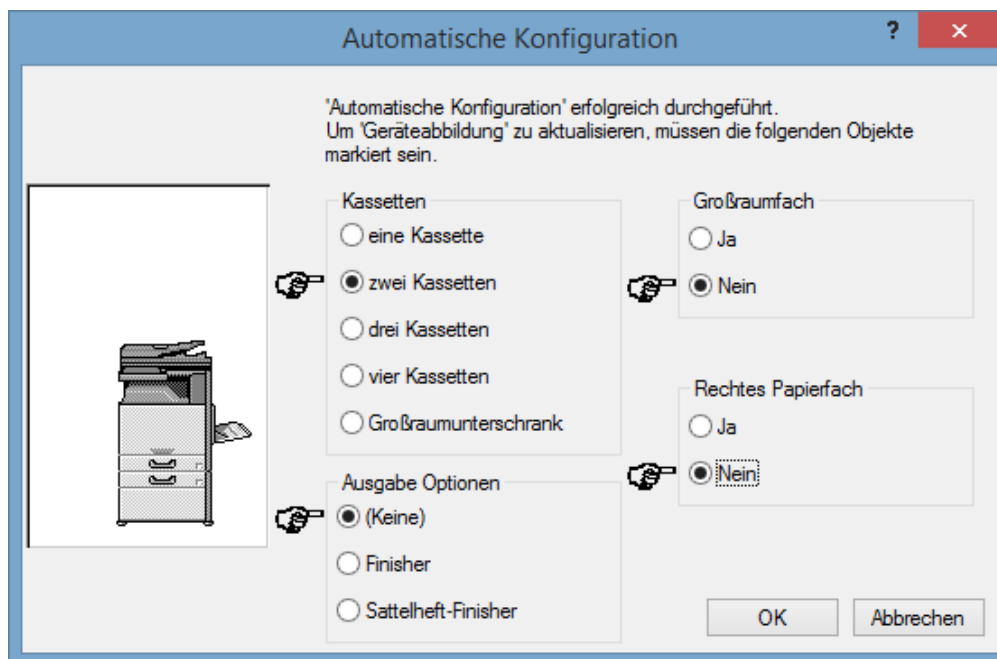 Automatische Konfiguration
?
×
'Automatische Konfiguration' erfolgreich durchgeführt.
Um 'Geräteabbildung' zu aktualisieren, müssen die folgenden Objekte
markiert sein.
Kassetten
eine Kassette
zwei Kassetten
drei Kassetten
vier Kassetten
Großraumunterschrank
Ausgabe Optionen
(Keine)
Finisher
Sattelheft-Finisher
Großraumfach
Ja
Nein
Rechtes Papierfach
Ja
Nein
OK
Abbrechen